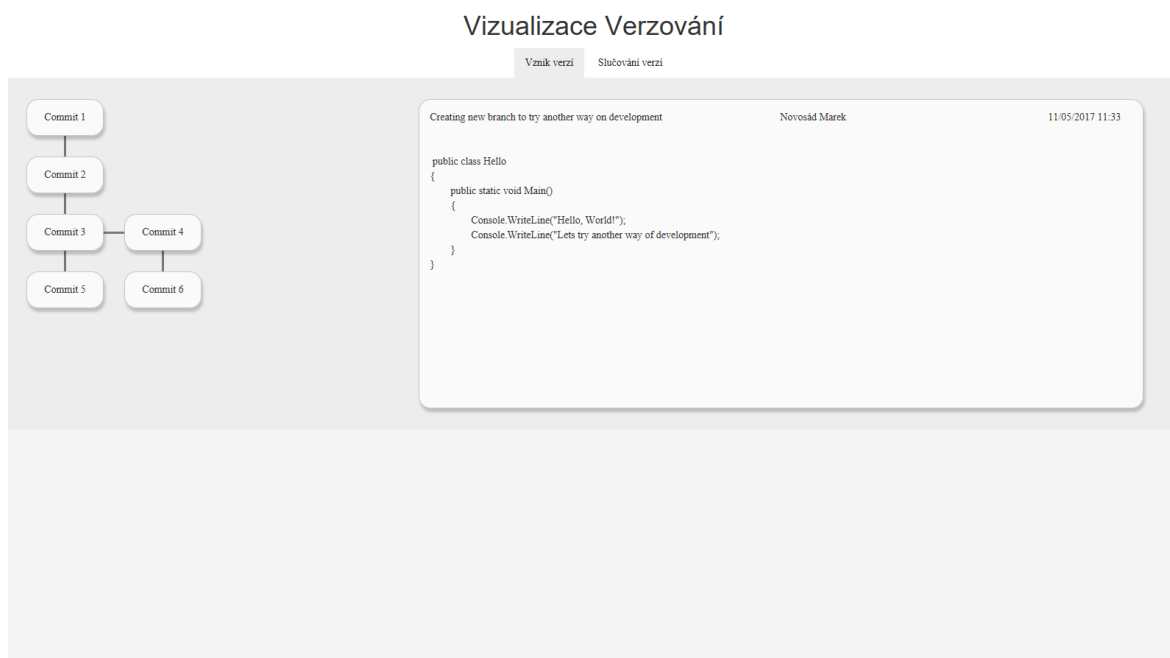 Vizualizace Verzování
Vznik verzí Slučování verzí
Commit 1
Commit 2
Commit 3 Commit 4
Commit 5 Commit 6
Creating new branch to try another way on development Novosád Marek 11/05/2017 11:33
public class Hello
{
public static void Main()
{
Console.WriteLine("Hello, World!");
Console.WriteLine("Lets try another way of development");
}
}